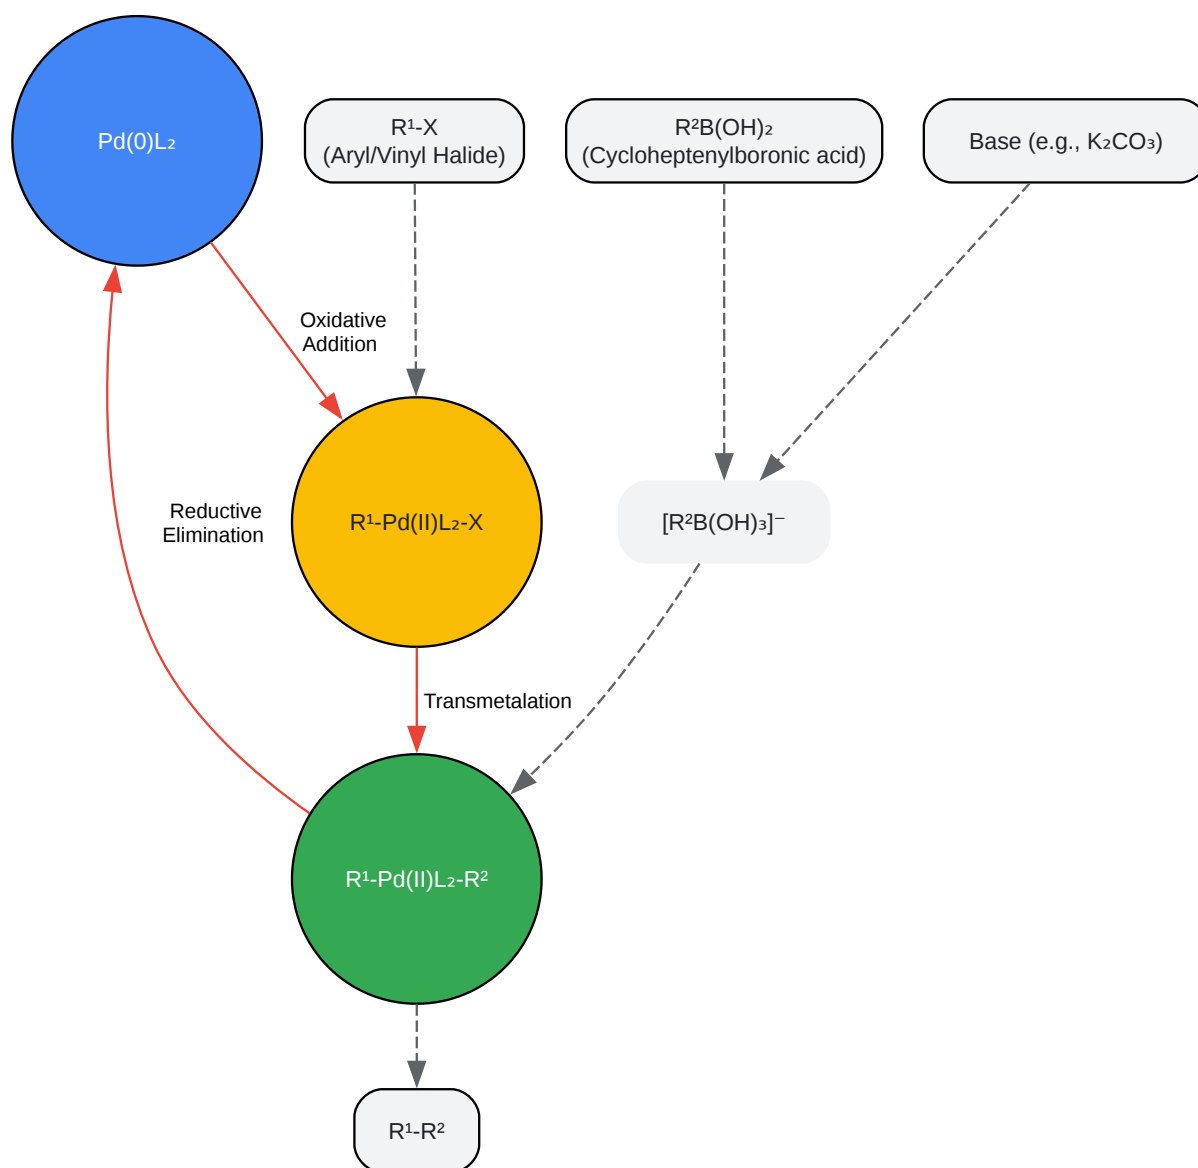 Pd(0)L₂
R¹-X
(Aryl/Vinyl Halide)
R²B(OH)₂
(Cycloheptenylboronic acid)
Base (e.g., K₂CO₃)
Oxidative
Addition
Reductive
Elimination
R¹-Pd(II)L₂-X
[R²B(OH)₃]⁻
Transmetalation
R¹-Pd(II)L₂-R²
R¹-R²